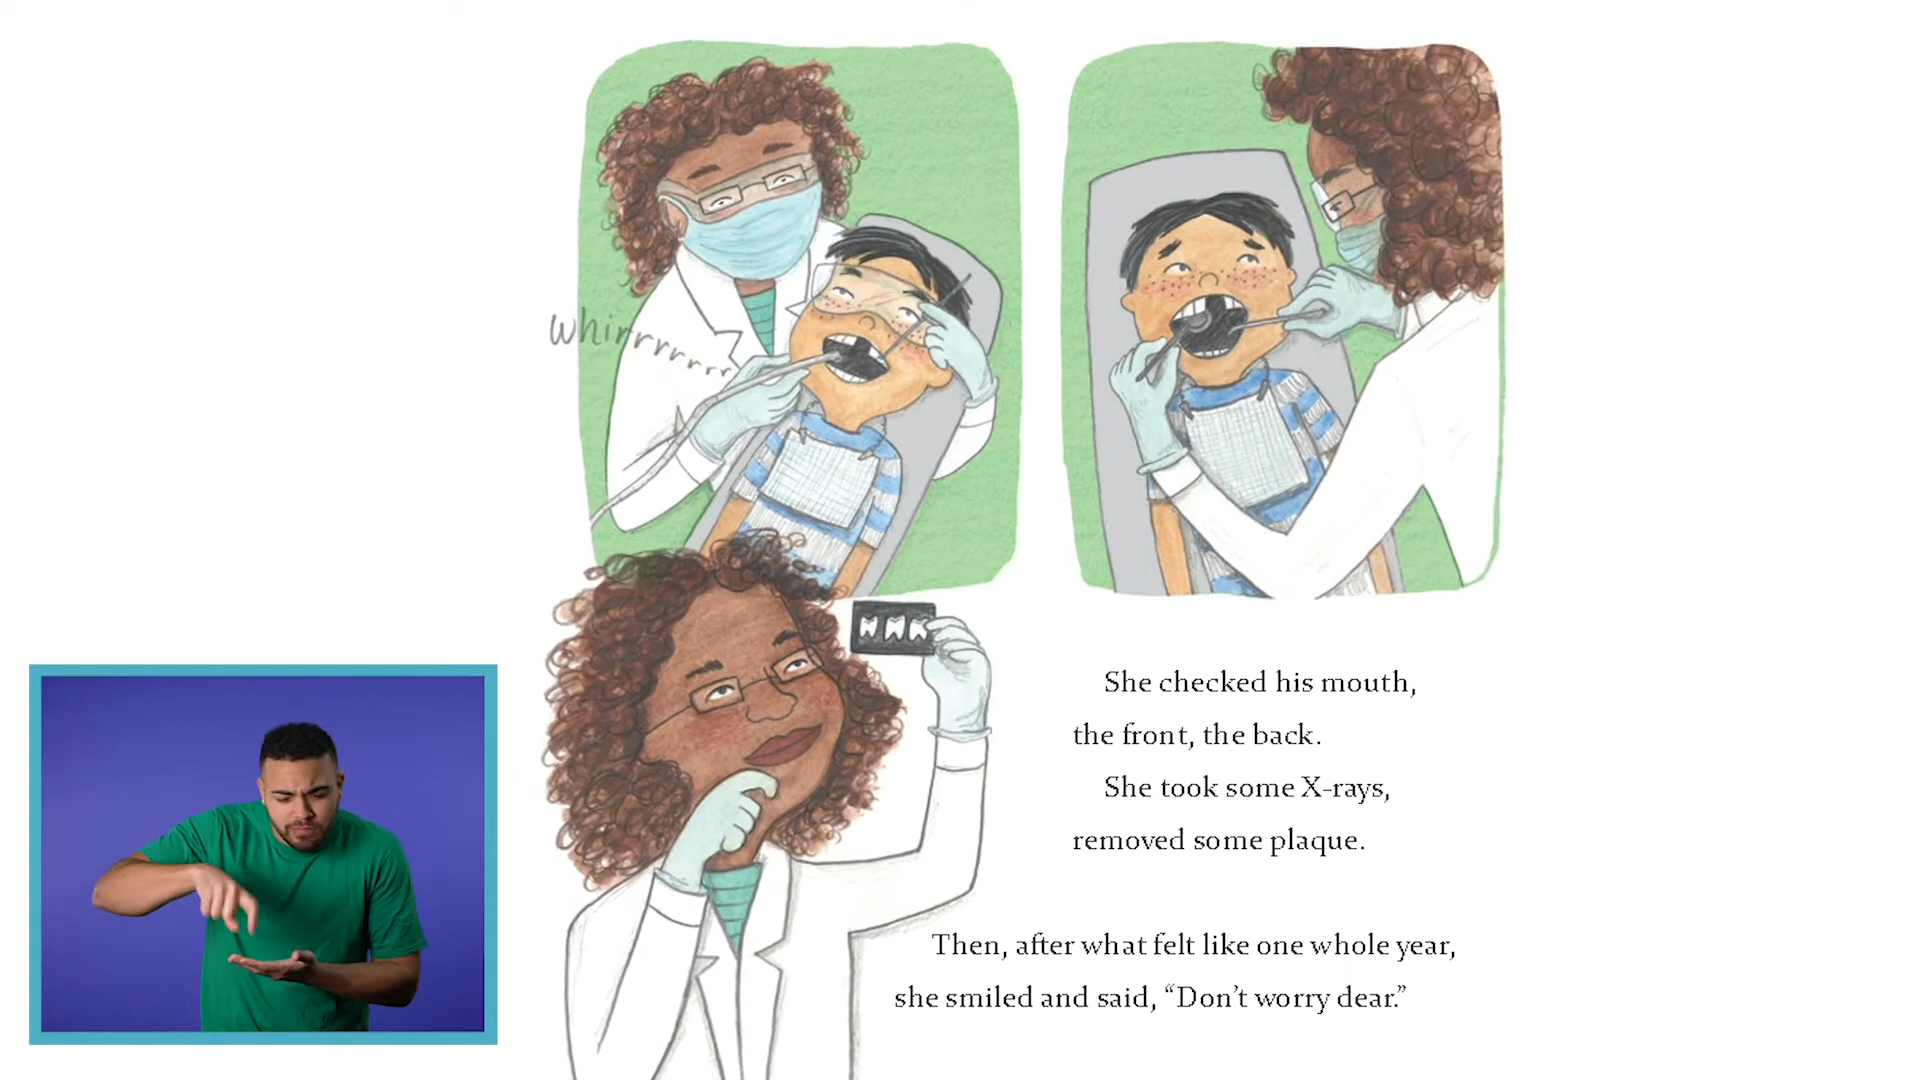 whirrrrrrr
She checked his mouth,
the front, the back.
She took some X-rays,
removed some plaque.
Then, after what felt like one whole year,
she smiled and said, “Don’t worry dear.”